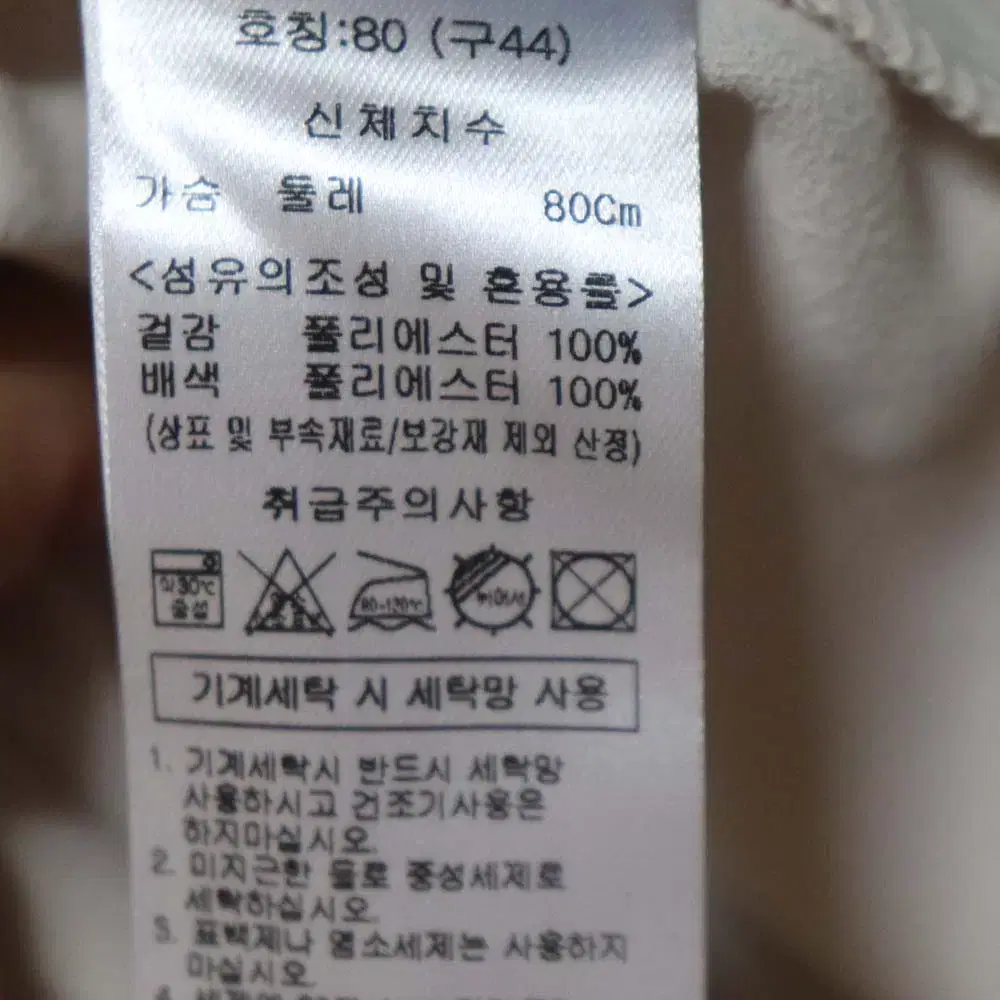 호칭:80 (구44)
신체치수
가슴 둘레 80Cm
<섬유의조성 및 혼용률>
겉감 폴리에스터 100%
배색 폴리에스터 100%
(상표 및 부속재료/보강재 제외 산정)
취급주의사항
약30℃
중성
80-120℃
뉘어서
기계세탁 시 세탁망 사용
1. 기계세탁시 반드시 세탁망
사용하시고 건조기사용은
하지마십시오.
2. 미지근한 물로 중성세제로
세탁하십시오.
3. 표백제나 염소세제는 사용하지
마십시오.
4.